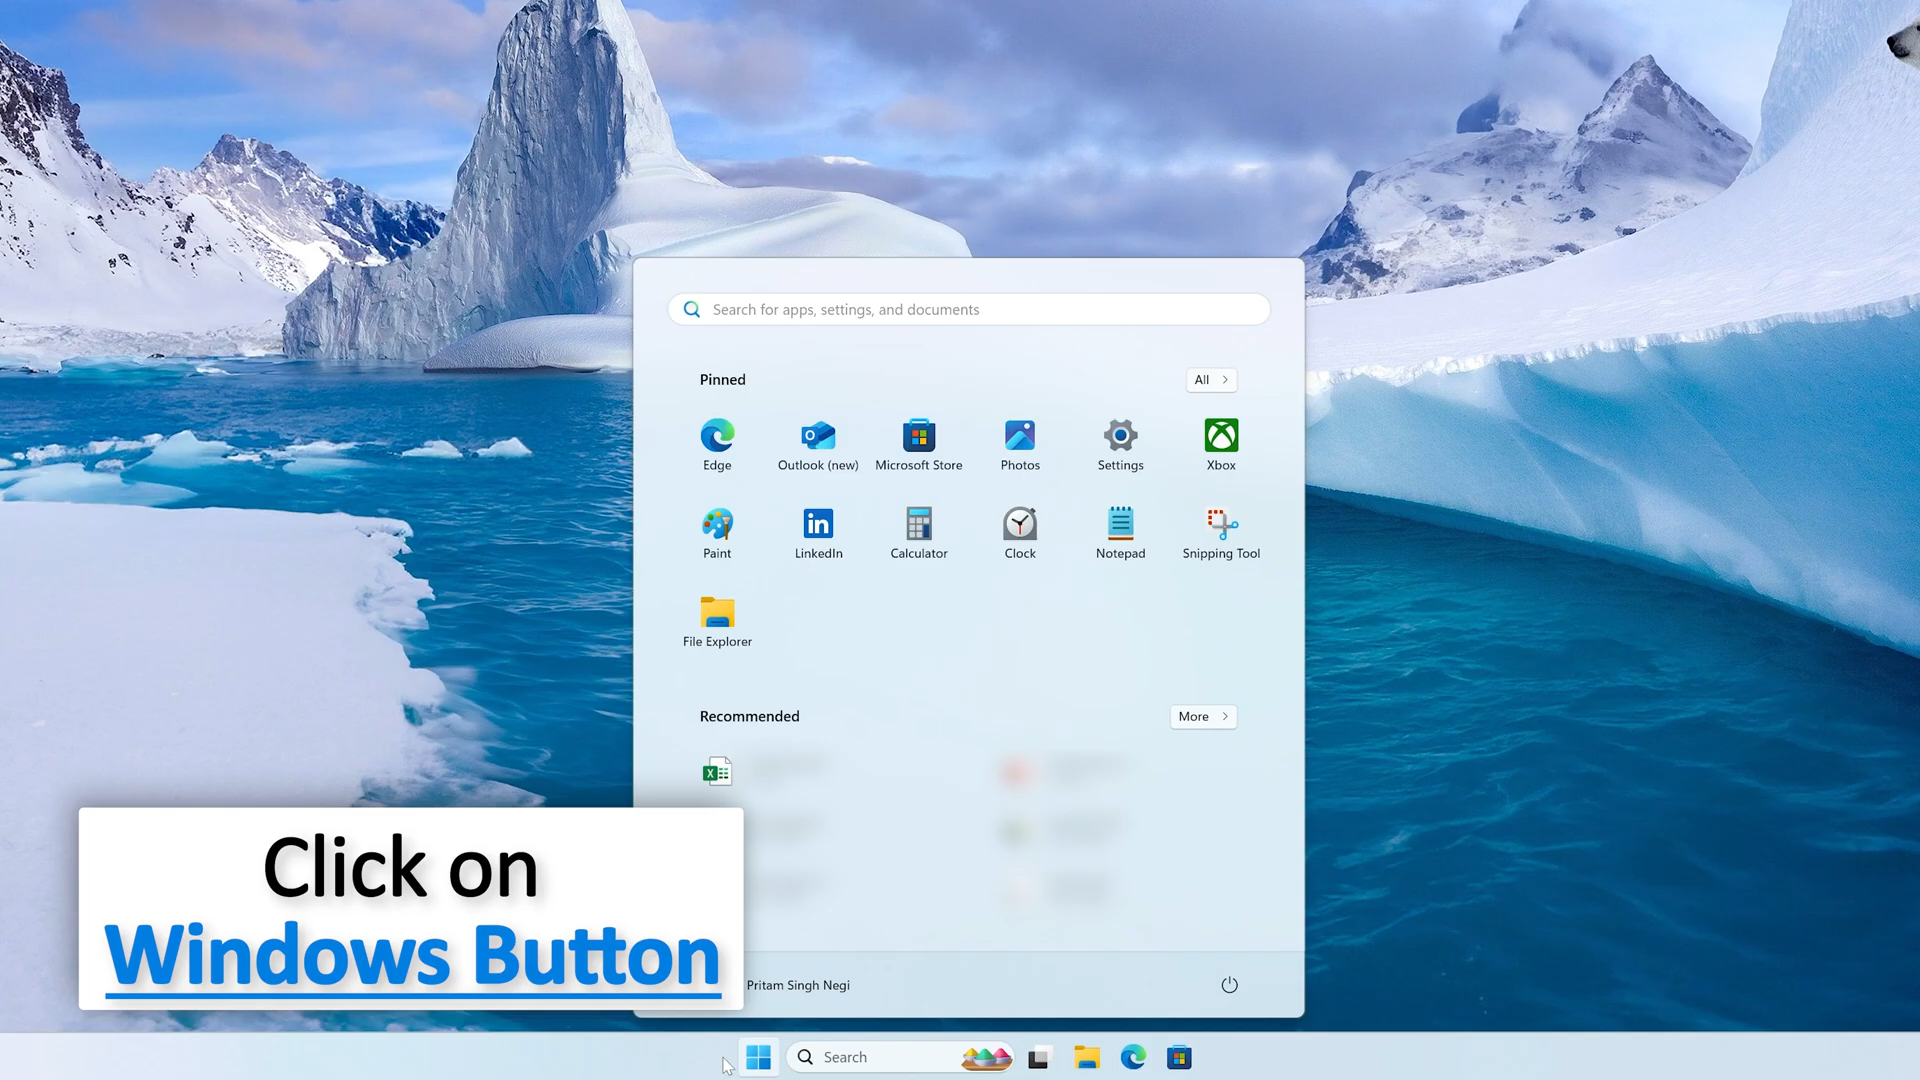 Search for apps, settings, and documents
Pinned
All
Edge
Outlook (new)
Microsoft Store
Photos
Settings
Xbox
Paint
LinkedIn
Calculator
Clock
Notepad
Snipping Tool
File Explorer
Recommended
More
Click on
Windows Button
Pritam Singh Negi
Search